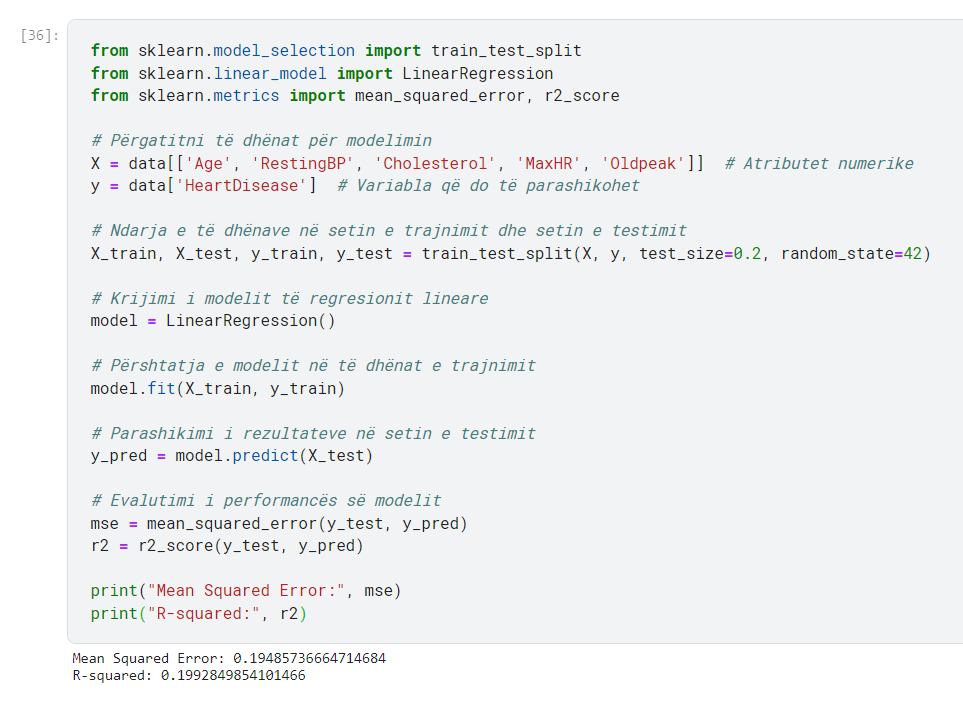 [36]:
from sklearn.model_selection import train_test_split
from sklearn.linear_model import LinearRegression
from sklearn.metrics import mean_squared_error, r2_score
# Përgatitni të dhënat për modelimin
X = data[['Age', 'RestingBP', 'Cholesterol', 'MaxHR', 'Oldpeak']]  # Atributet numerike
y = data['HeartDisease']  # Variabla që do të parashikohet
# Ndarja e të dhënave në setin e trajnimit dhe setin e testimit
X_train, X_test, y_train, y_test = train_test_split(X, y, test_size=0.2, random_state=42)
# Krijimi i modelit të regresionit lineare
model = LinearRegression()
# Përshtatja e modelit në të dhënat e trajnimit
model.fit(X_train, y_train)
# Parashikimi i rezultateve në setin e testimit
y_pred = model.predict(X_test)
# Evalutimi i performancës së modelit
mse = mean_squared_error(y_test, y_pred)
r2 = r2_score(y_test, y_pred)
print("Mean Squared Error:", mse)
print("R-squared:", r2)
Mean Squared Error: 0.19485736664714684
R-squared: 0.1992849854101466